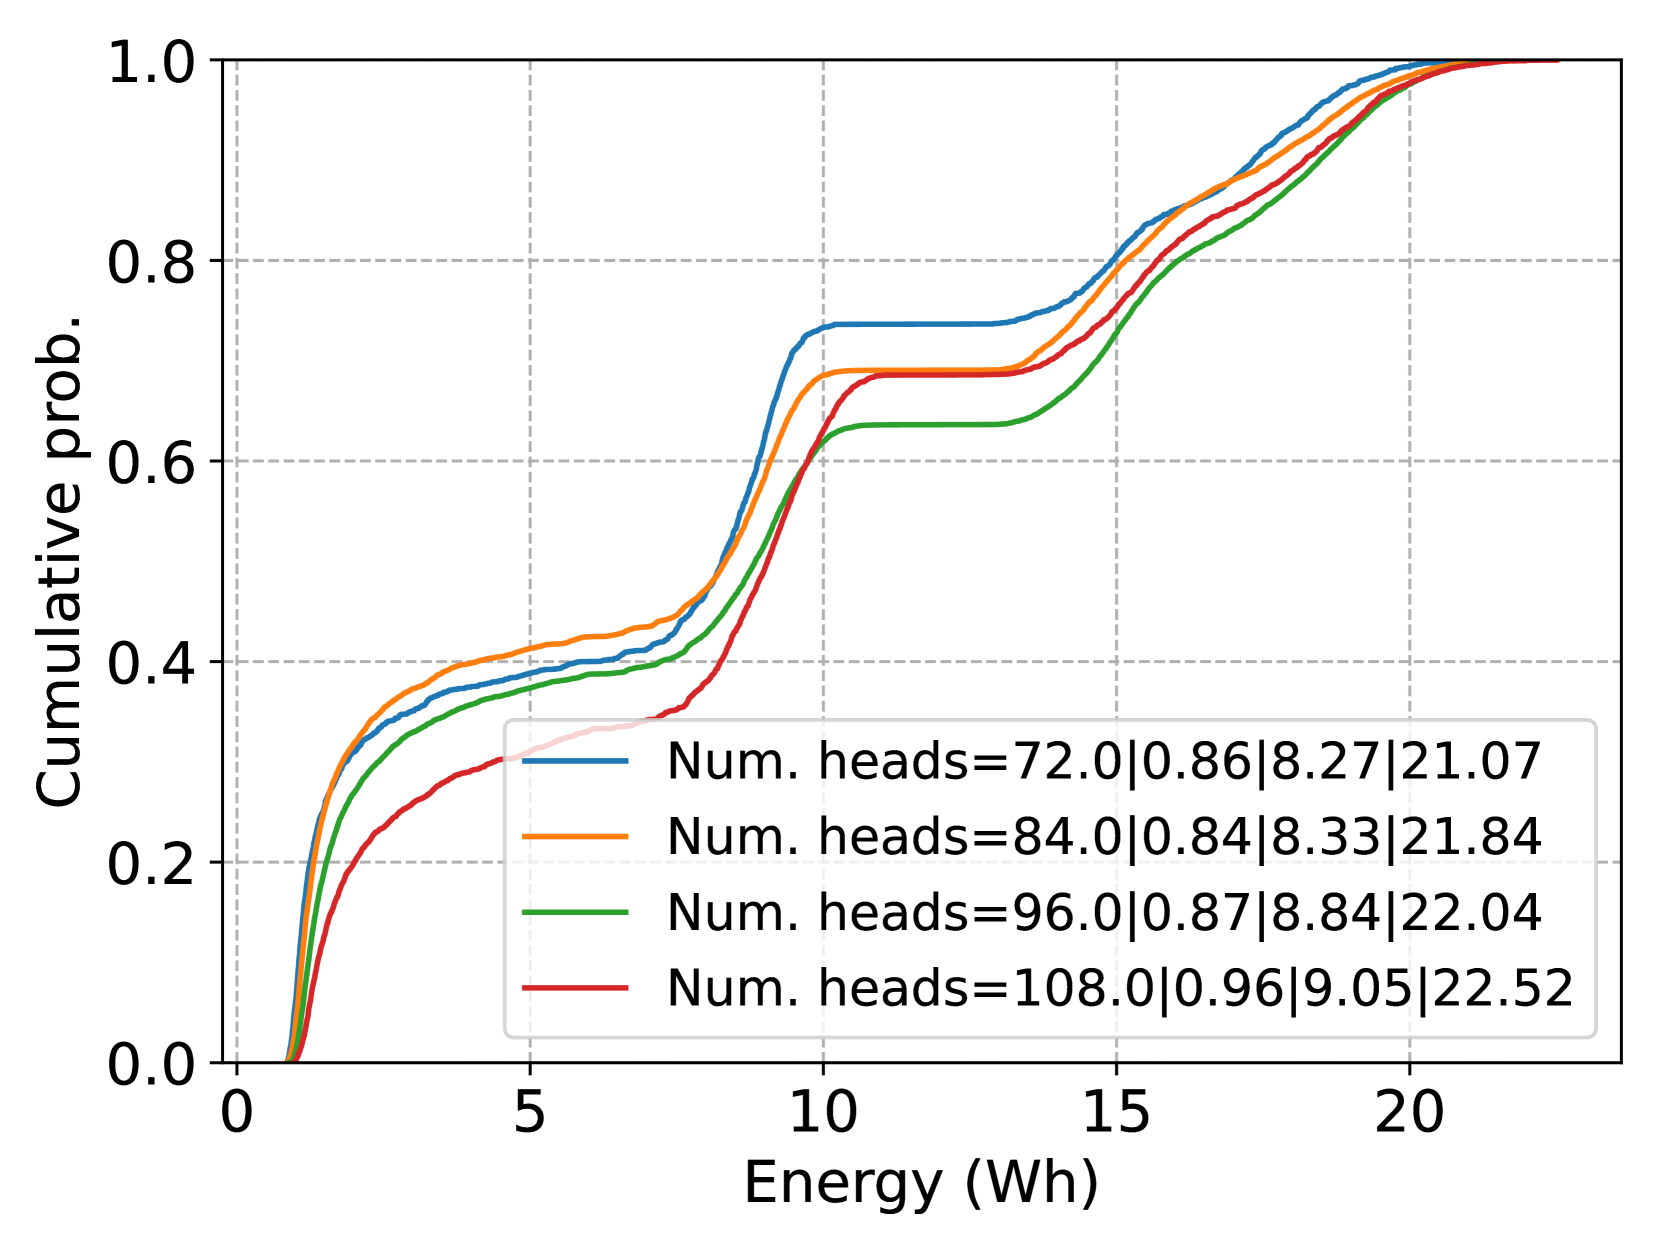 1.0
0.8
0.6
0.4
0.2
0.0
Cumulative prob.
Num. heads=72.0|0.86|8.27|21.07
Num. heads=84.0|0.84|8.33|21.84
Num. heads=96.0|0.87|8.84|22.04
Num. heads=108.0|0.96|9.05|22.52
0 5 10 15 20
Energy (Wh)